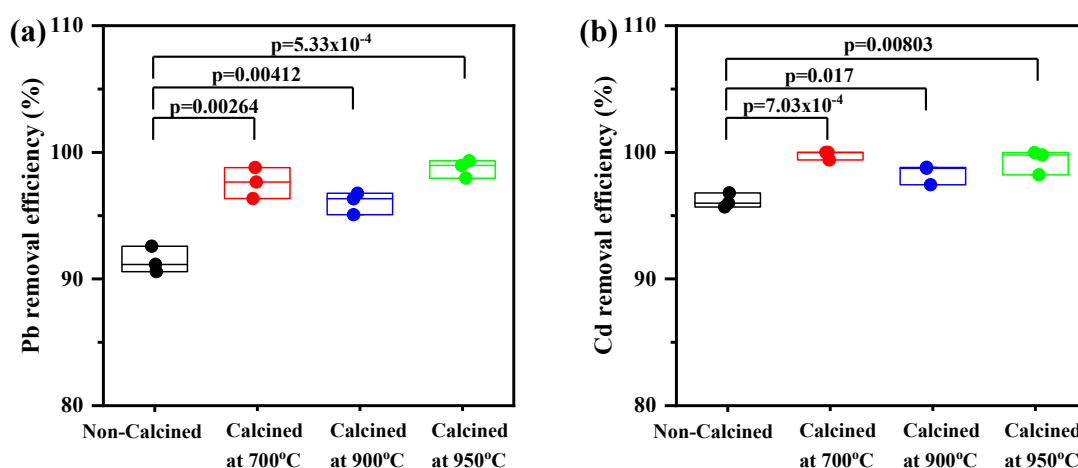 (a)
Pb removal efficiency (%)
110
100
90
80
p=5.33x10⁻⁴
p=0.00412
p=0.00264
Non-Calcined
Calcined
at 700ºC
Calcined
at 900ºC
Calcined
at 950ºC
(b)
Cd removal efficiency (%)
110
100
90
80
p=0.00803
p=0.017
p=7.03x10⁻⁴
Non-Calcined
Calcined
at 700ºC
Calcined
at 900ºC
Calcined
at 950ºC